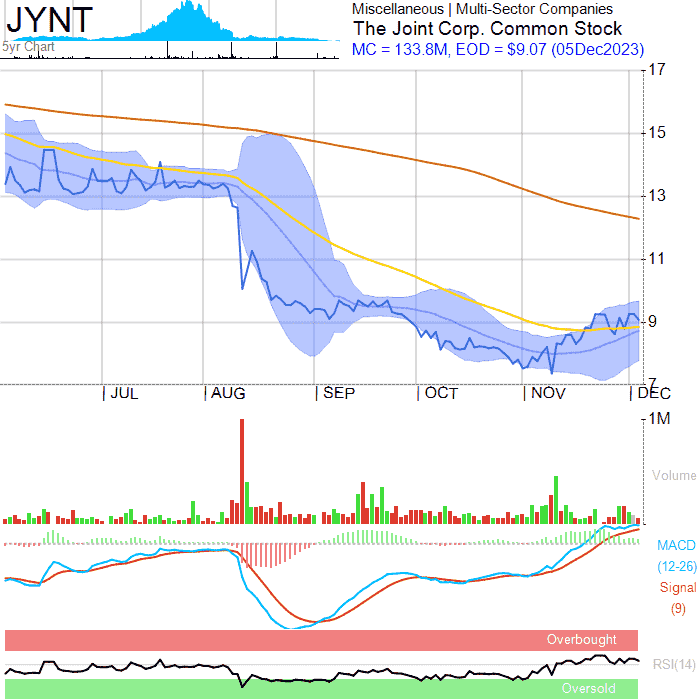 JYNT
5yr Chart
Miscellaneous | Multi-Sector Companies
The Joint Corp. Common Stock
MC = 133.8M, EOD = $9.07 (05Dec2023)
17
15
13
11
9
7
JUL AUG SEP OCT NOV DEC
1M
Volume
MACD
(12-26)
Signal
(9)
Overbought
RSI(14)
Oversold